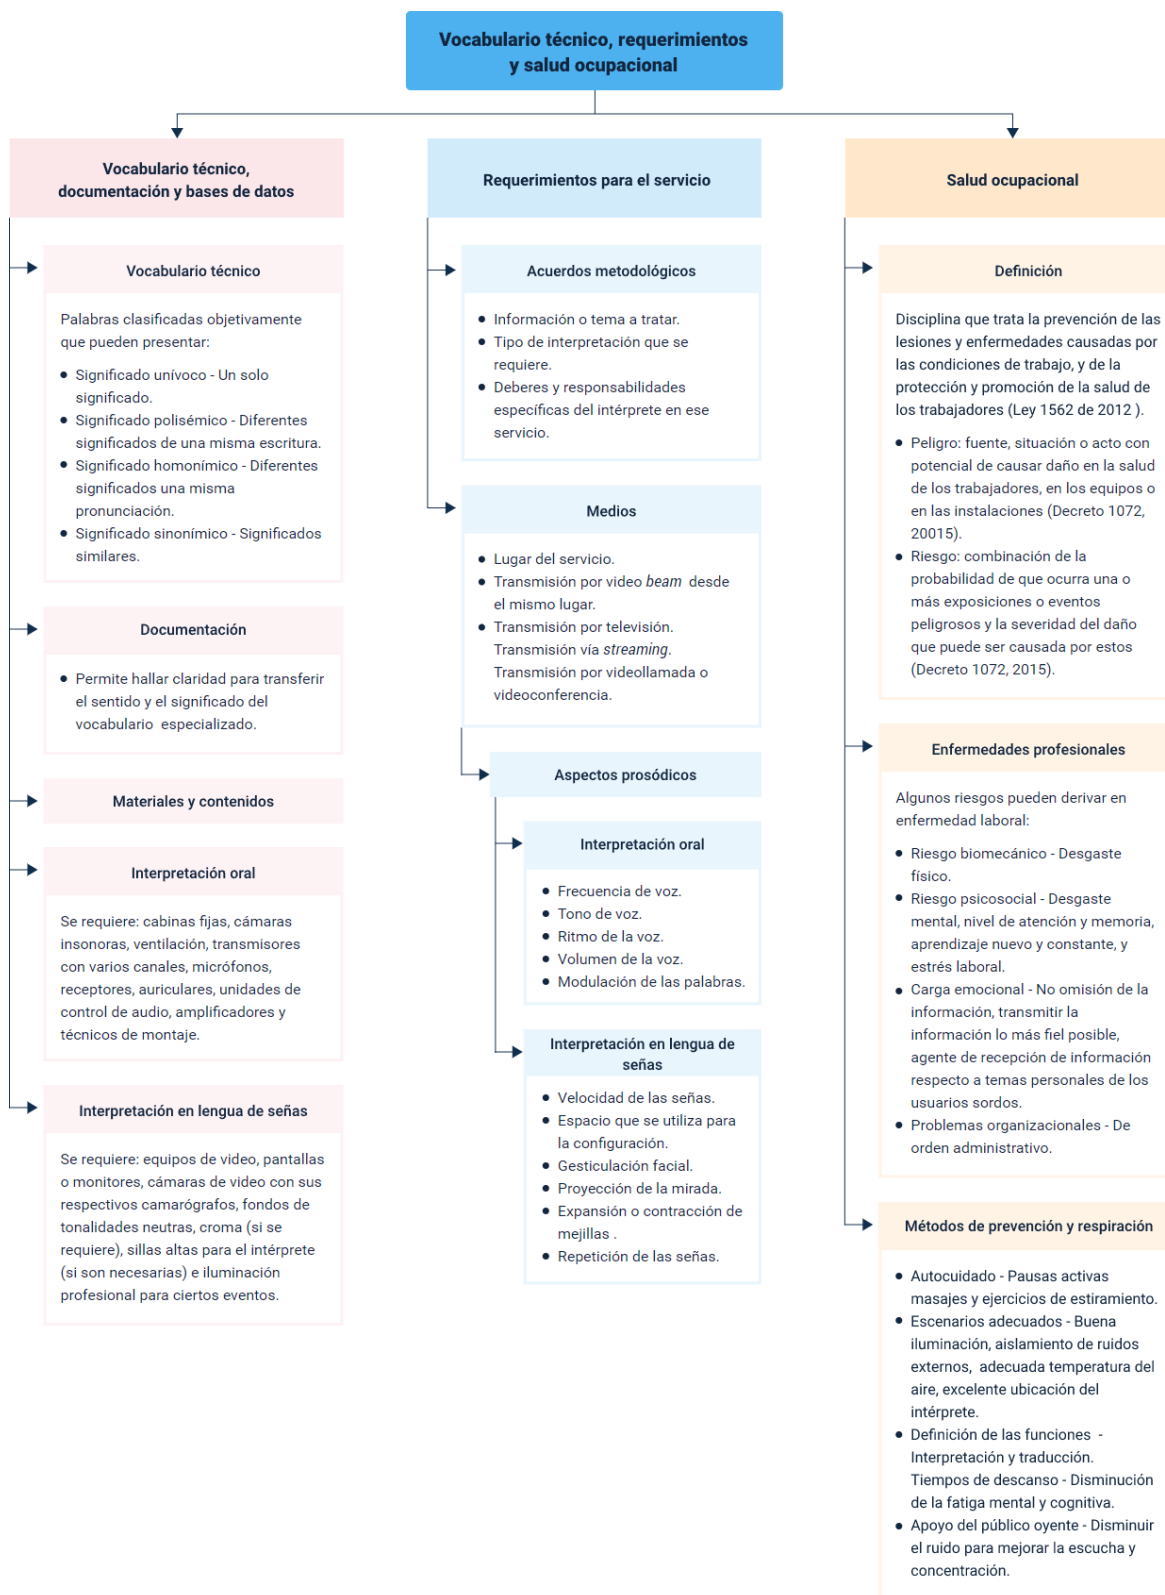 Vocabulario técnico, requerimientos
y salud ocupacional
Vocabulario técnico,
documentación y bases de datos
Vocabulario técnico
Palabras clasificadas objetivamente
que pueden presentar:
• Significado unívoco - Un solo
significado.
• Significado polisémico - Diferentes
significados de una misma escritura.
• Significado homonímico - Diferentes
significados una misma
pronunciación.
• Significado sinonímico - Significados
similares.
Documentación
• Permite hallar claridad para transferir
el sentido y el significado del
vocabulario especializado.
Materiales y contenidos
Interpretación oral
Se requiere: cabinas fijas, cámaras
insonoras, ventilación, transmisores
con varios canales, micrófonos,
receptores, auriculares, unidades de
control de audio, amplificadores y
técnicos de montaje.
Interpretación en lengua de señas
Se requiere: equipos de video, pantallas
o monitores, cámaras de video con sus
respectivos camarógrafos, fondos de
tonalidades neutras, croma (si se
requiere), sillas altas para el intérprete
(si son necesarias) e iluminación
profesional para ciertos eventos.
Requerimientos para el servicio
Acuerdos metodológicos
• Información o tema a tratar.
• Tipo de interpretación que se
requiere.
• Deberes y responsabilidades
específicas del intérprete en ese
servicio.
Medios
• Lugar del servicio.
• Transmisión por video beam desde
el mismo lugar.
• Transmisión por televisión.
Transmisión vía streaming.
Transmisión por videollamada o
videoconferencia.
Aspectos prosódicos
Interpretación oral
• Frecuencia de voz.
• Tono de voz.
• Ritmo de la voz.
• Volumen de la voz.
• Modulación de las palabras.
Interpretación en lengua de
señas
• Velocidad de las señas.
• Espacio que se utiliza para
la configuración.
• Gesticulación facial.
• Proyección de la mirada.
• Expansión o contracción de
mejillas .
• Repetición de las señas.
Salud ocupacional
Definición
Disciplina que trata la prevención de las
lesiones y enfermedades causadas por
las condiciones de trabajo, y de la
protección y promoción de la salud de
los trabajadores (Ley 1562 de 2012 ).
• Peligro: fuente, situación o acto con
potencial de causar daño en la salud
de los trabajadores, en los equipos o
en las instalaciones (Decreto 1072,
20015).
• Riesgo: combinación de la
probabilidad de que ocurra una o
más exposiciones o eventos
peligrosos y la severidad del daño
que puede ser causada por estos
(Decreto 1072, 2015).
Enfermedades profesionales
Algunos riesgos pueden derivar en
enfermedad laboral:
• Riesgo biomecánico - Desgaste
físico.
• Riesgo psicosocial - Desgaste
mental, nivel de atención y memoria,
aprendizaje nuevo y constante, y
estrés laboral.
• Carga emocional - No omisión de la
información, transmitir la
información lo más fiel posible,
agente de recepción de información
respecto a temas personales de los
usuarios sordos.
• Problemas organizacionales - De
orden administrativo.
Métodos de prevención y respiración
• Autocuidado - Pausas activas
masajes y ejercicios de estiramiento.
• Escenarios adecuados - Buena
iluminación, aislamiento de ruidos
externos, adecuada temperatura del
aire, excelente ubicación del
intérprete.
• Definición de las funciones -
Interpretación y traducción.
Tiempos de descanso - Disminución
de la fatiga mental y cognitiva.
• Apoyo del público oyente - Disminuir
el ruido para mejorar la escucha y
concentración.